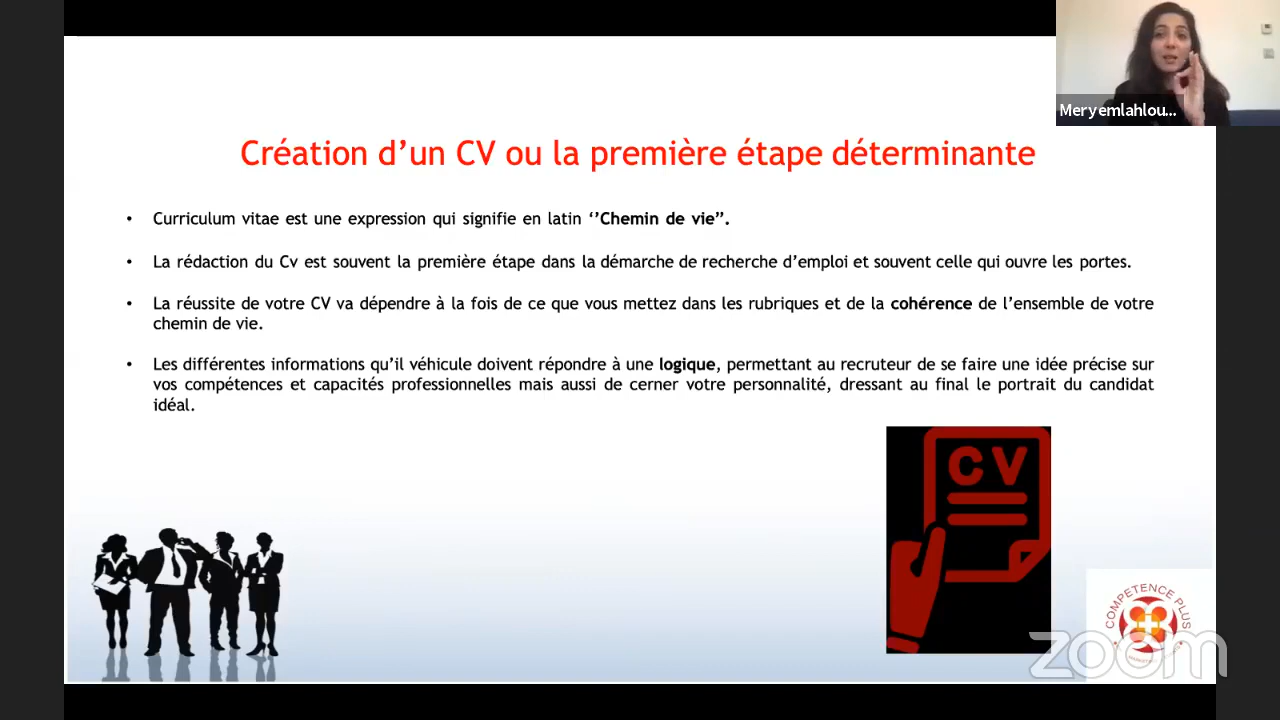 Meryemlahlou...
Création d’un CV ou la première étape déterminante
• Curriculum vitae est une expression qui signifie en latin ‘’Chemin de vie”.
• La rédaction du Cv est souvent la première étape dans la démarche de recherche d’emploi et souvent celle qui ouvre les portes.
• La réussite de votre CV va dépendre à la fois de ce que vous mettez dans les rubriques et de la cohérence de l’ensemble de votre
chemin de vie.
• Les différentes informations qu’il véhicule doivent répondre à une logique, permettant au recruteur de se faire une idée précise sur
vos compétences et capacités professionnelles mais aussi de cerner votre personnalité, dressant au final le portrait du candidat
idéal.
CV
COMPETENCE PLUS
zoom